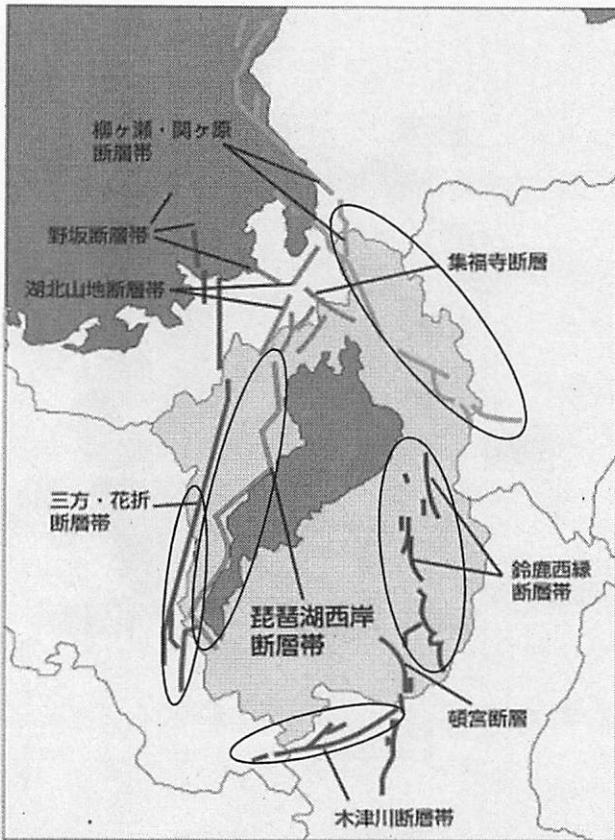 柳ヶ瀬・関ヶ原
断層帯
野坂断層帯
集福寺断層
湖北山地断層帯
三方・花折
断層帯
鈴鹿西縁
断層帯
琵琶湖西岸
断層帯
頓宮断層
木津川断層帯